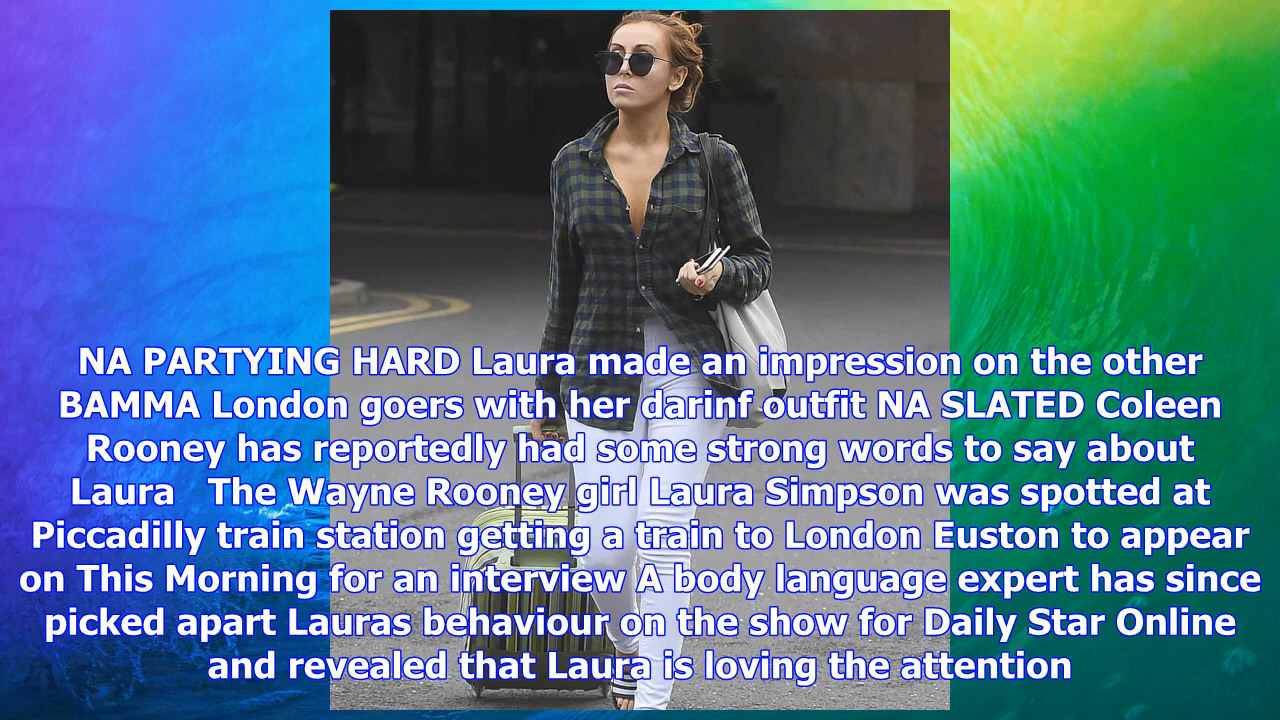 NA PARTYING HARD Laura made an impression on the other
BAMMA London goers with her darinf outfit NA SLATED Coleen
Rooney has reportedly had some strong words to say about
Laura   The Wayne Rooney girl Laura Simpson was spotted at
Piccadilly train station getting a train to London Euston to appear
on This Morning for an interview A body language expert has since
picked apart Lauras behaviour on the show for Daily Star Online
and revealed that Laura is loving the attention